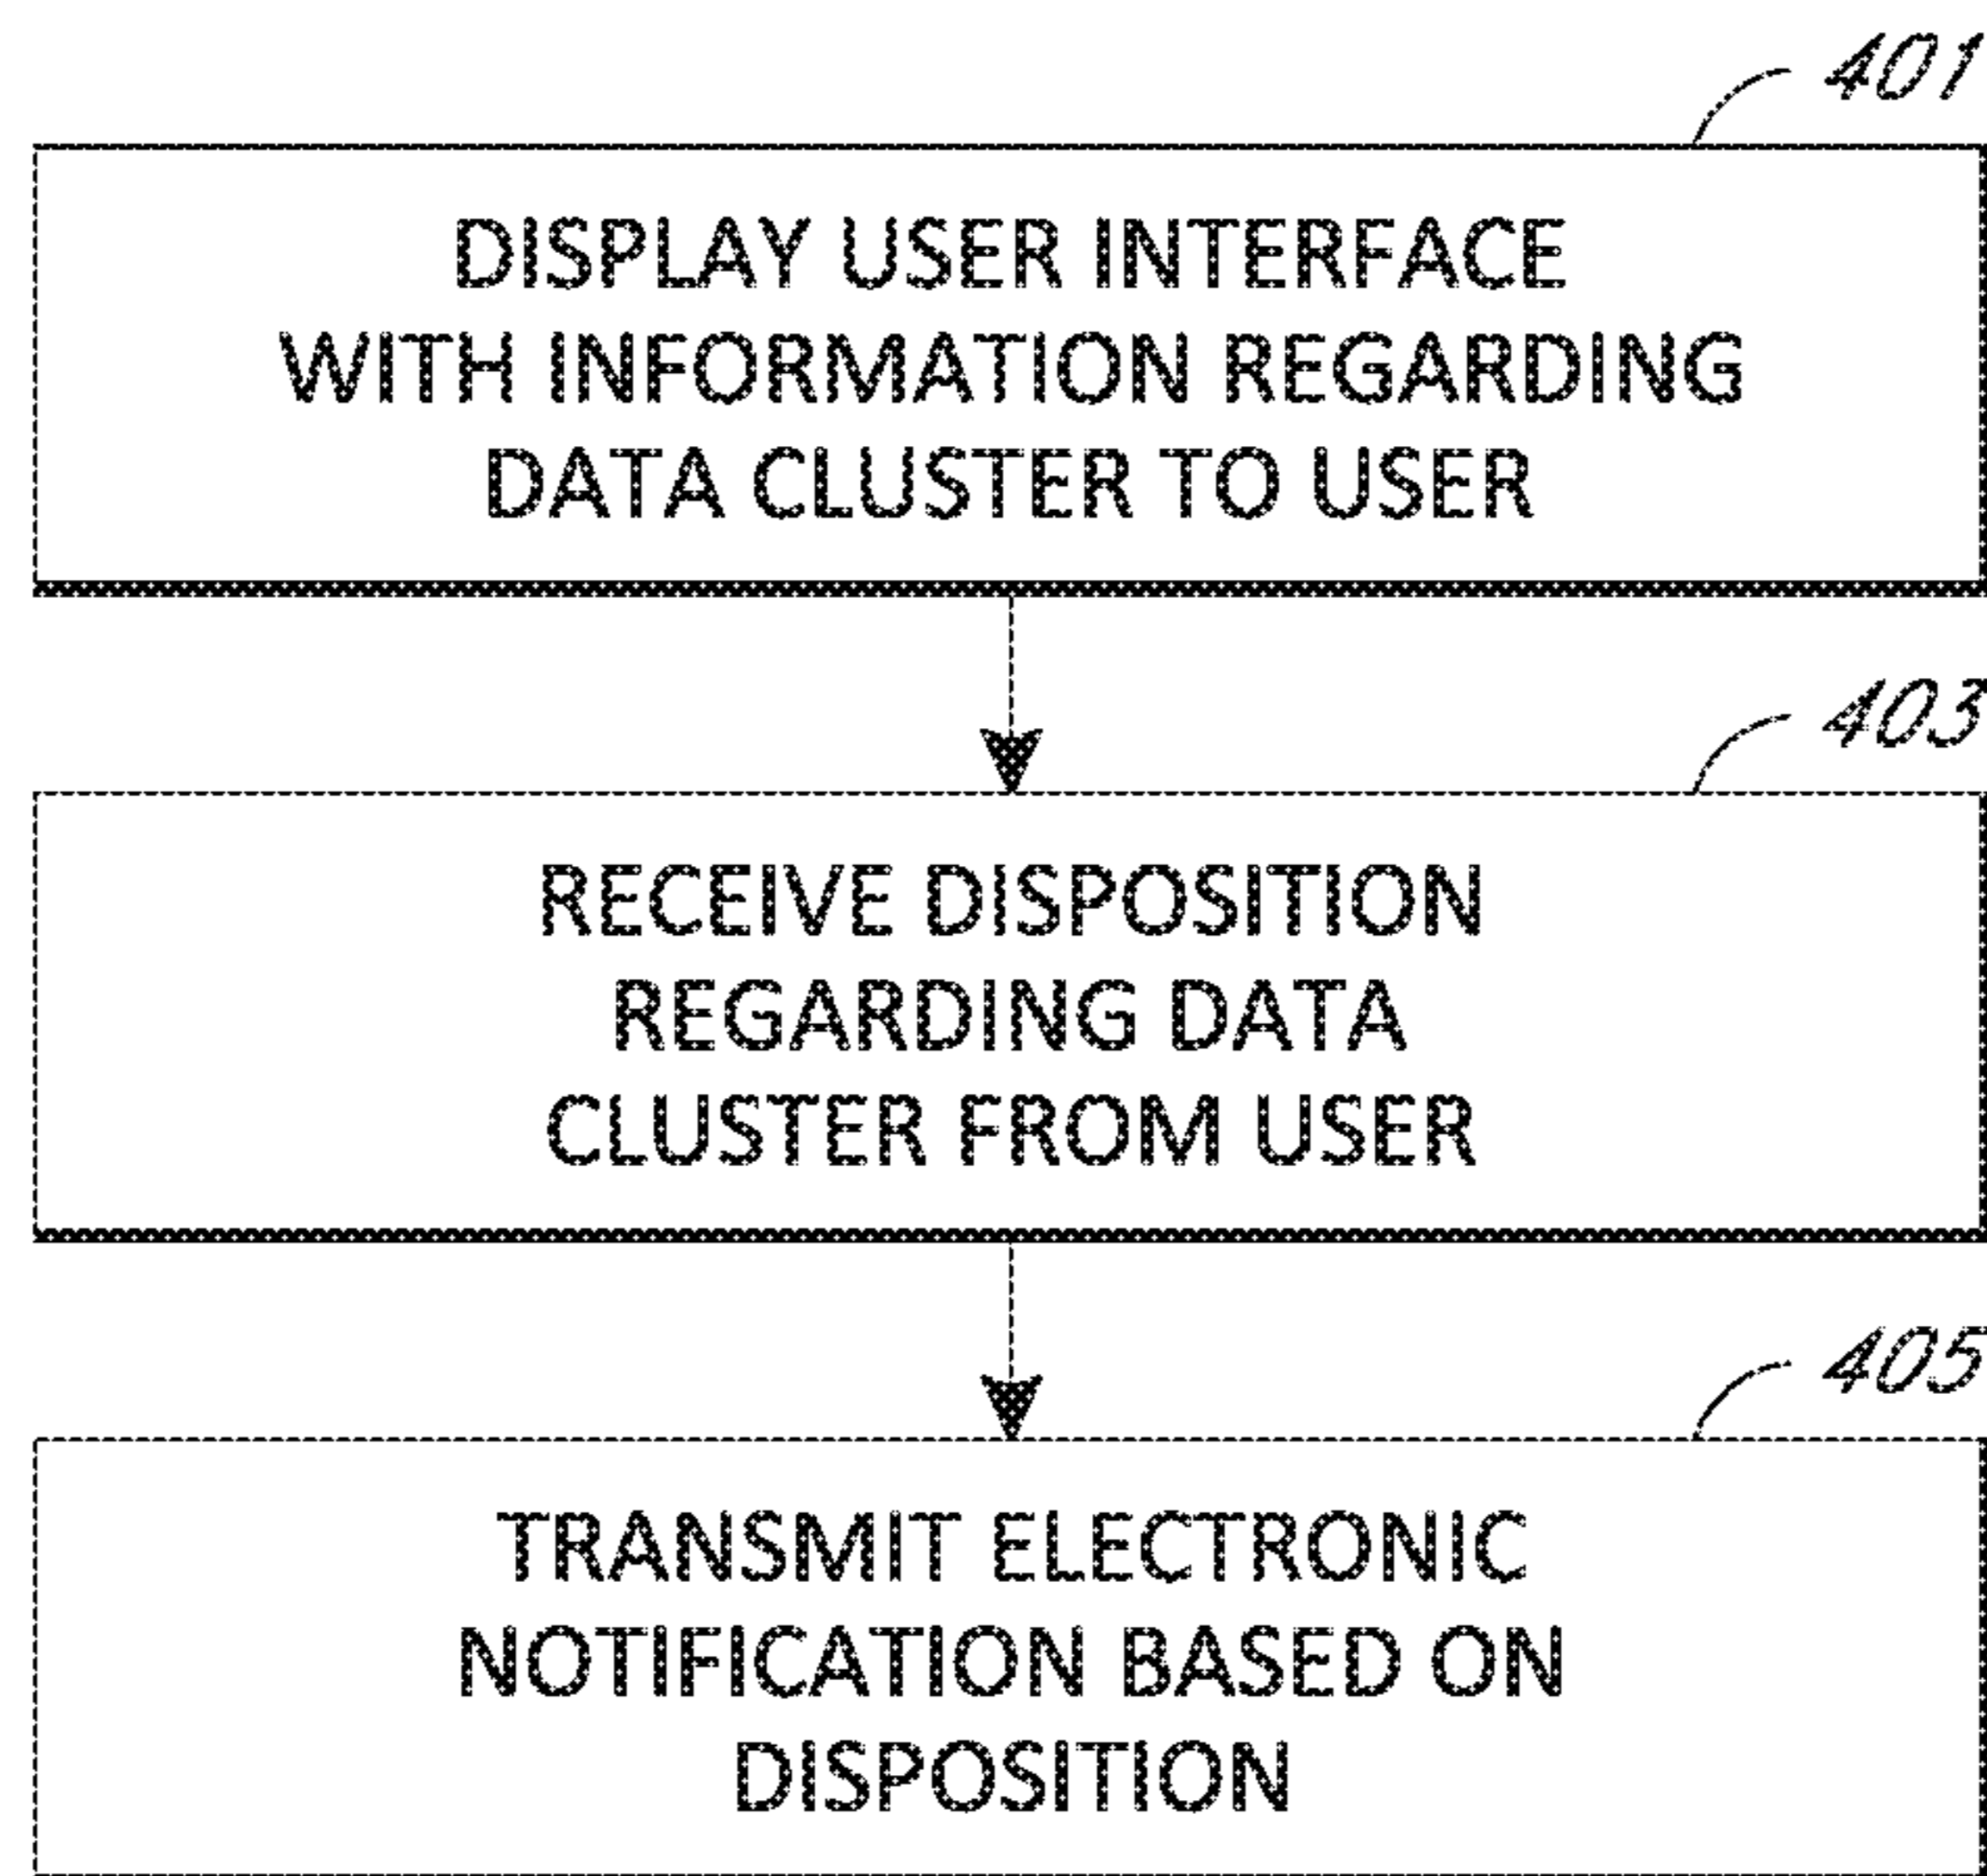 401
DISPLAY USER INTERFACE
WITH INFORMATION REGARDING
DATA CLUSTER TO USER
403
RECEIVE DISPOSITION
REGARDING DATA
CLUSTER FROM USER
405
TRANSMIT ELECTRONIC
NOTIFICATION BASED ON
DISPOSITION